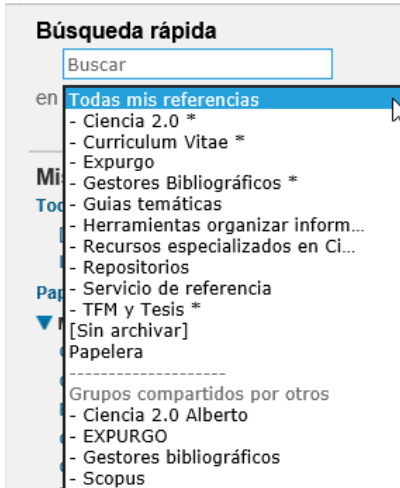 Búsqueda rápida
Buscar
en
Todas mis referencias
- Ciencia 2.0 *
- Curriculum Vitae *
- Expurgo
- Gestores Bibliográficos *
- Guias temáticas
- Herramientas organizar inform...
- Recursos especializados en Ci...
- Repositorios
- Servicio de referencia
- TFM y Tesis *
[Sin archivar]
Papelera
--------------------
Grupos compartidos por otros
- Ciencia 2.0 Alberto
- EXPURGO
- Gestores bibliográficos
- Scopus